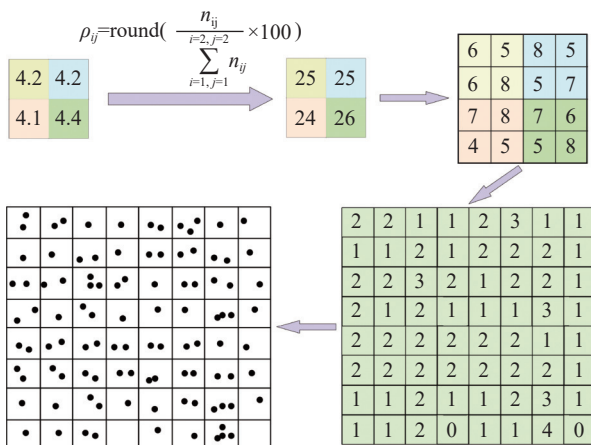 ρij=round( nij / ∑ i=1, j=1 i=2, j=2 nij ×100)
4.2 4.2
4.1 4.4
25 25
24 26
6 5 8 5
6 8 5 7
7 8 7 6
4 5 5 8
2 2 1 1 2 3 1 1
1 1 2 1 2 2 2 1
2 2 3 2 1 2 2 1
2 1 2 1 1 1 3 1
2 2 2 2 2 2 1 1
2 2 2 2 2 2 2 1
1 1 2 1 1 2 3 1
1 1 2 0 1 1 4 0